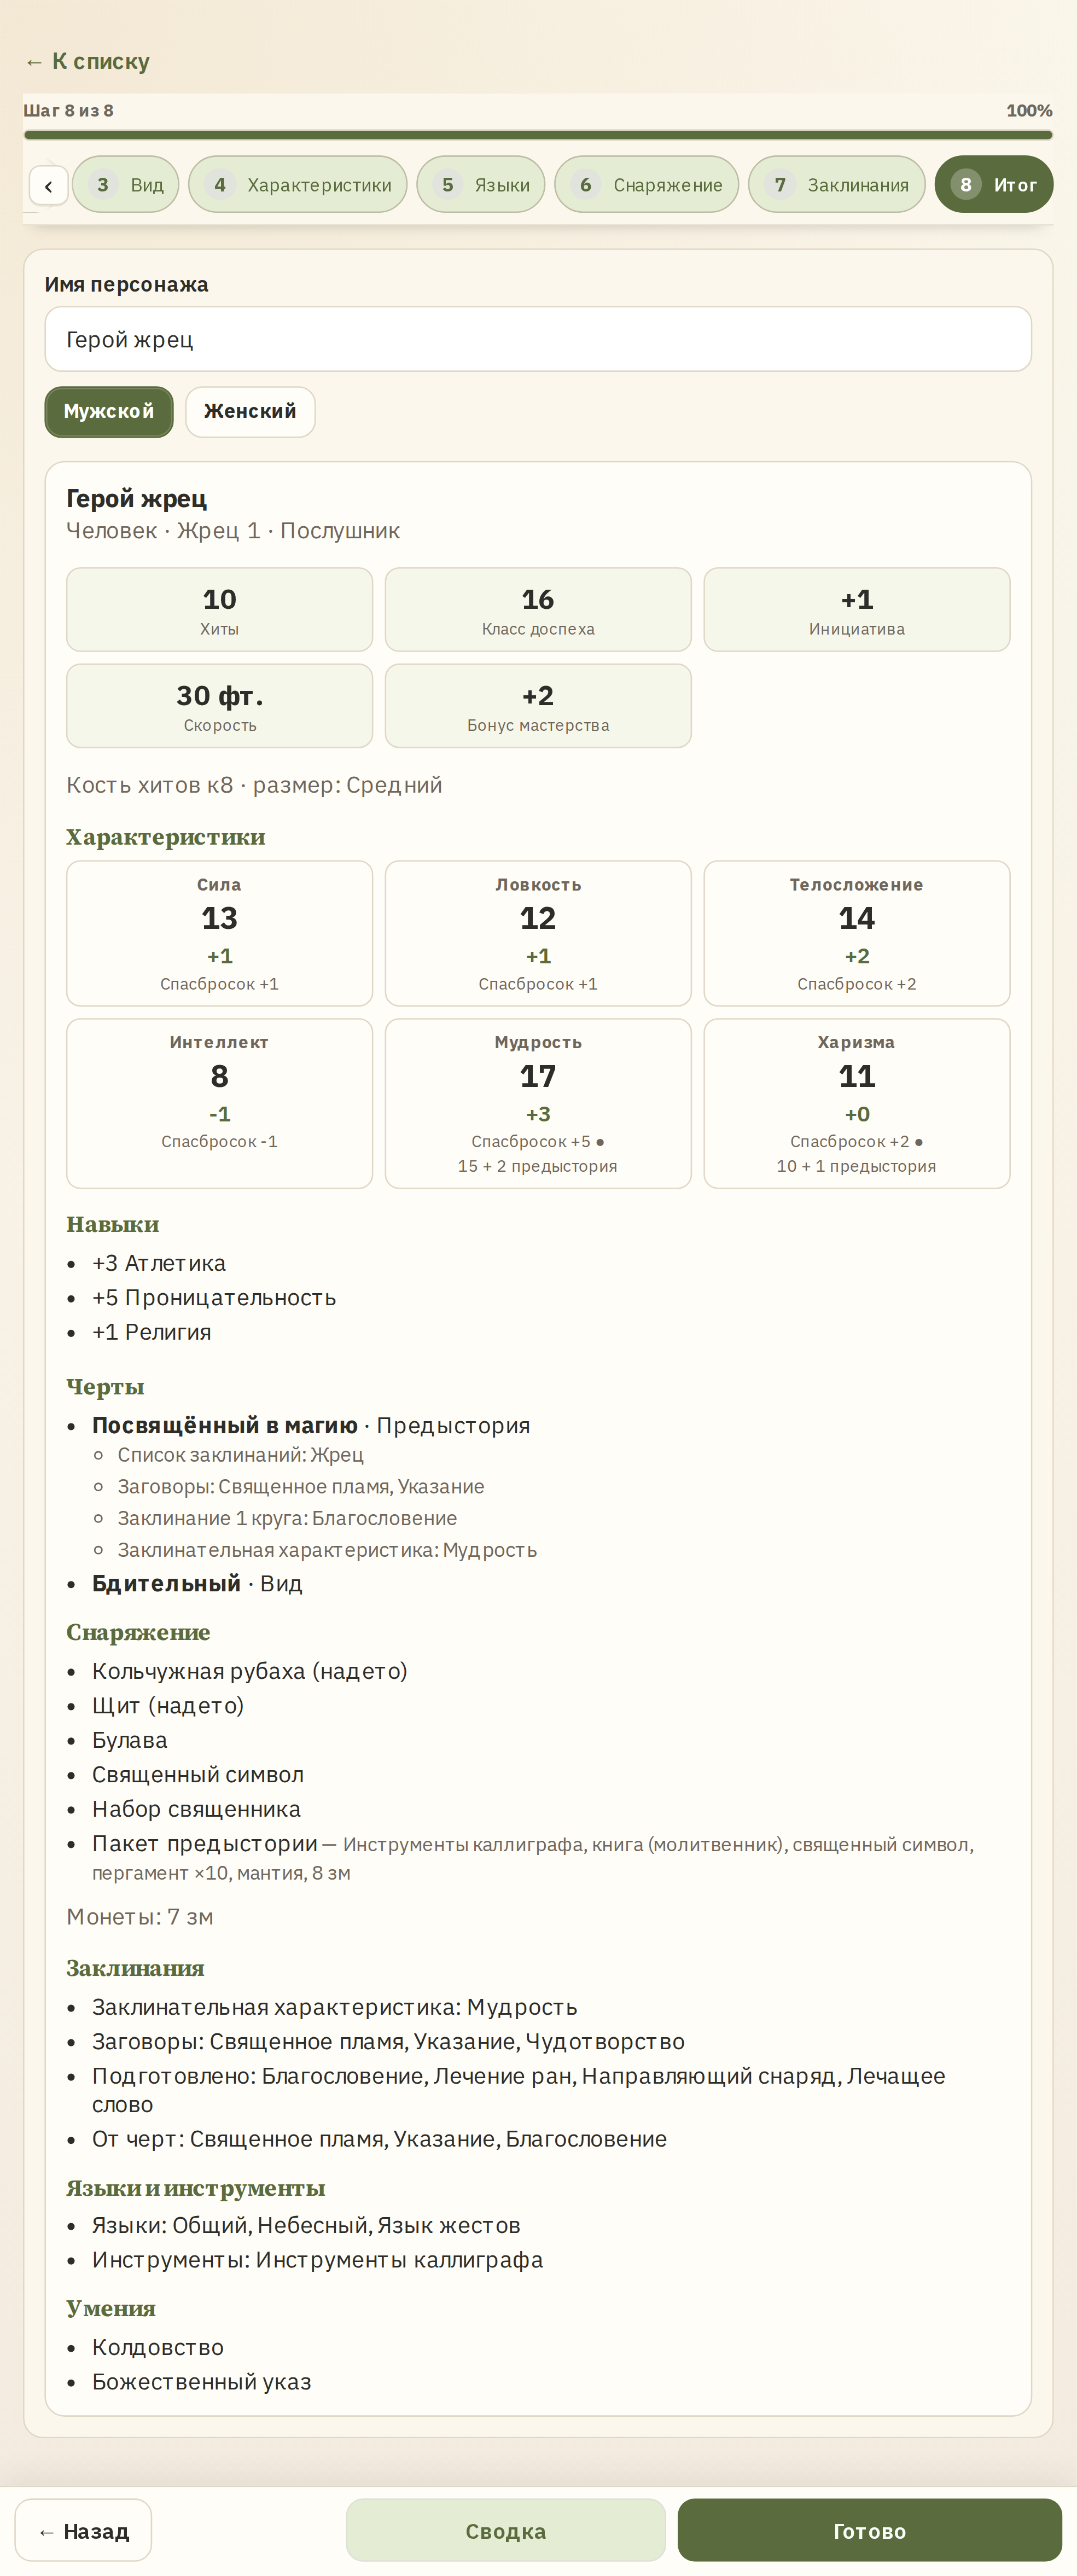 ← К списку
Шаг 8 из 8 100%
‹ 3 Вид 4 Характеристики 5 Языки 6 Снаряжение 7 Заклинания 8 Итог
Имя персонажа
Герой жрец
Мужской Женский
Герой жрец
Человек · Жрец 1 · Послушник
10 16 +1
Хиты Класс доспеха Инициатива
30 фт. +2
Скорость Бонус мастерства
Кость хитов к8 · размер: Средний
Характеристики
Сила Ловкость Телосложение
13 12 14
+1 +1 +2
Спасбросок +1 Спасбросок +1 Спасбросок +2
Интеллект Мудрость Харизма
8 17 11
-1 +3 +0
Спасбросок -1 Спасбросок +5 ● Спасбросок +2 ●
15 + 2 предыстория 10 + 1 предыстория
Навыки
• +3 Атлетика
• +5 Проницательность
• +1 Религия
Черты
• Посвящённый в магию · Предыстория
◦ Список заклинаний: Жрец
◦ Заговоры: Священное пламя, Указание
◦ Заклинание 1 круга: Благословение
◦ Заклинательная характеристика: Мудрость
• Бдительный · Вид
Снаряжение
• Кольчужная рубаха (надето)
• Щит (надето)
• Булава
• Священный символ
• Набор священника
• Пакет предыстории — Инструменты каллиграфа, книга (молитвенник), священный символ,
пергамент ×10, мантия, 8 зм
Монеты: 7 зм
Заклинания
• Заклинательная характеристика: Мудрость
• Заговоры: Священное пламя, Указание, Чудотворство
• Подготовлено: Благословение, Лечение ран, Направляющий снаряд, Лечащее
слово
• От черт: Священное пламя, Указание, Благословение
Языки и инструменты
• Языки: Общий, Небесный, Язык жестов
• Инструменты: Инструменты каллиграфа
Умения
• Колдовство
• Божественный указ
← Назад Сводка Готово